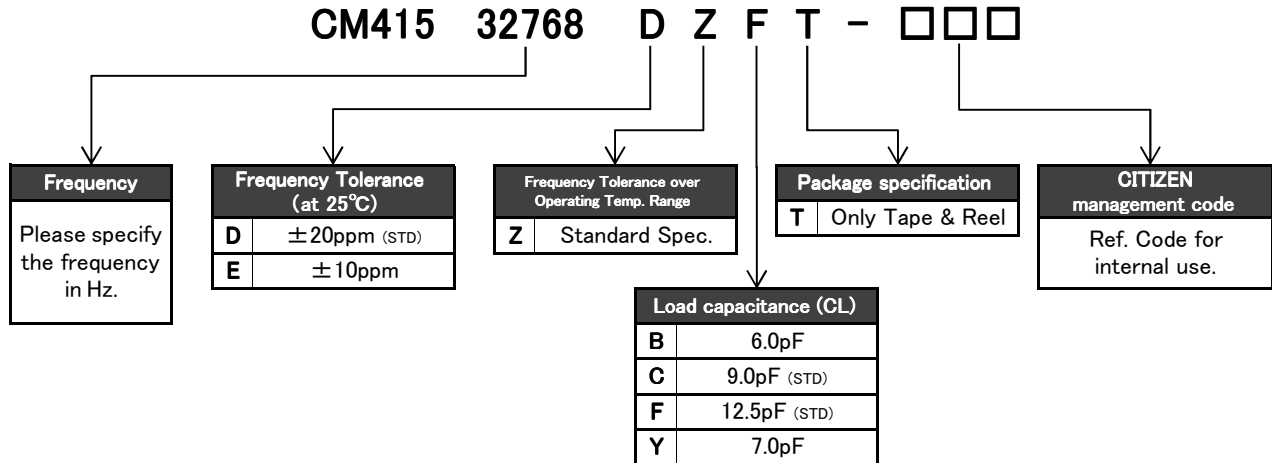 CM415 32768 D Z F T - □□□
Frequency
Please specify
the frequency
in Hz.
Frequency Tolerance
(at 25℃)
D ±20ppm (STD)
E ±10ppm
Frequency Tolerance over
Operating Temp. Range
Z Standard Spec.
Package specification
T Only Tape & Reel
CITIZEN
management code
Ref. Code for
internal use.
Load capacitance (CL)
B 6.0pF
C 9.0pF (STD)
F 12.5pF (STD)
Y 7.0pF